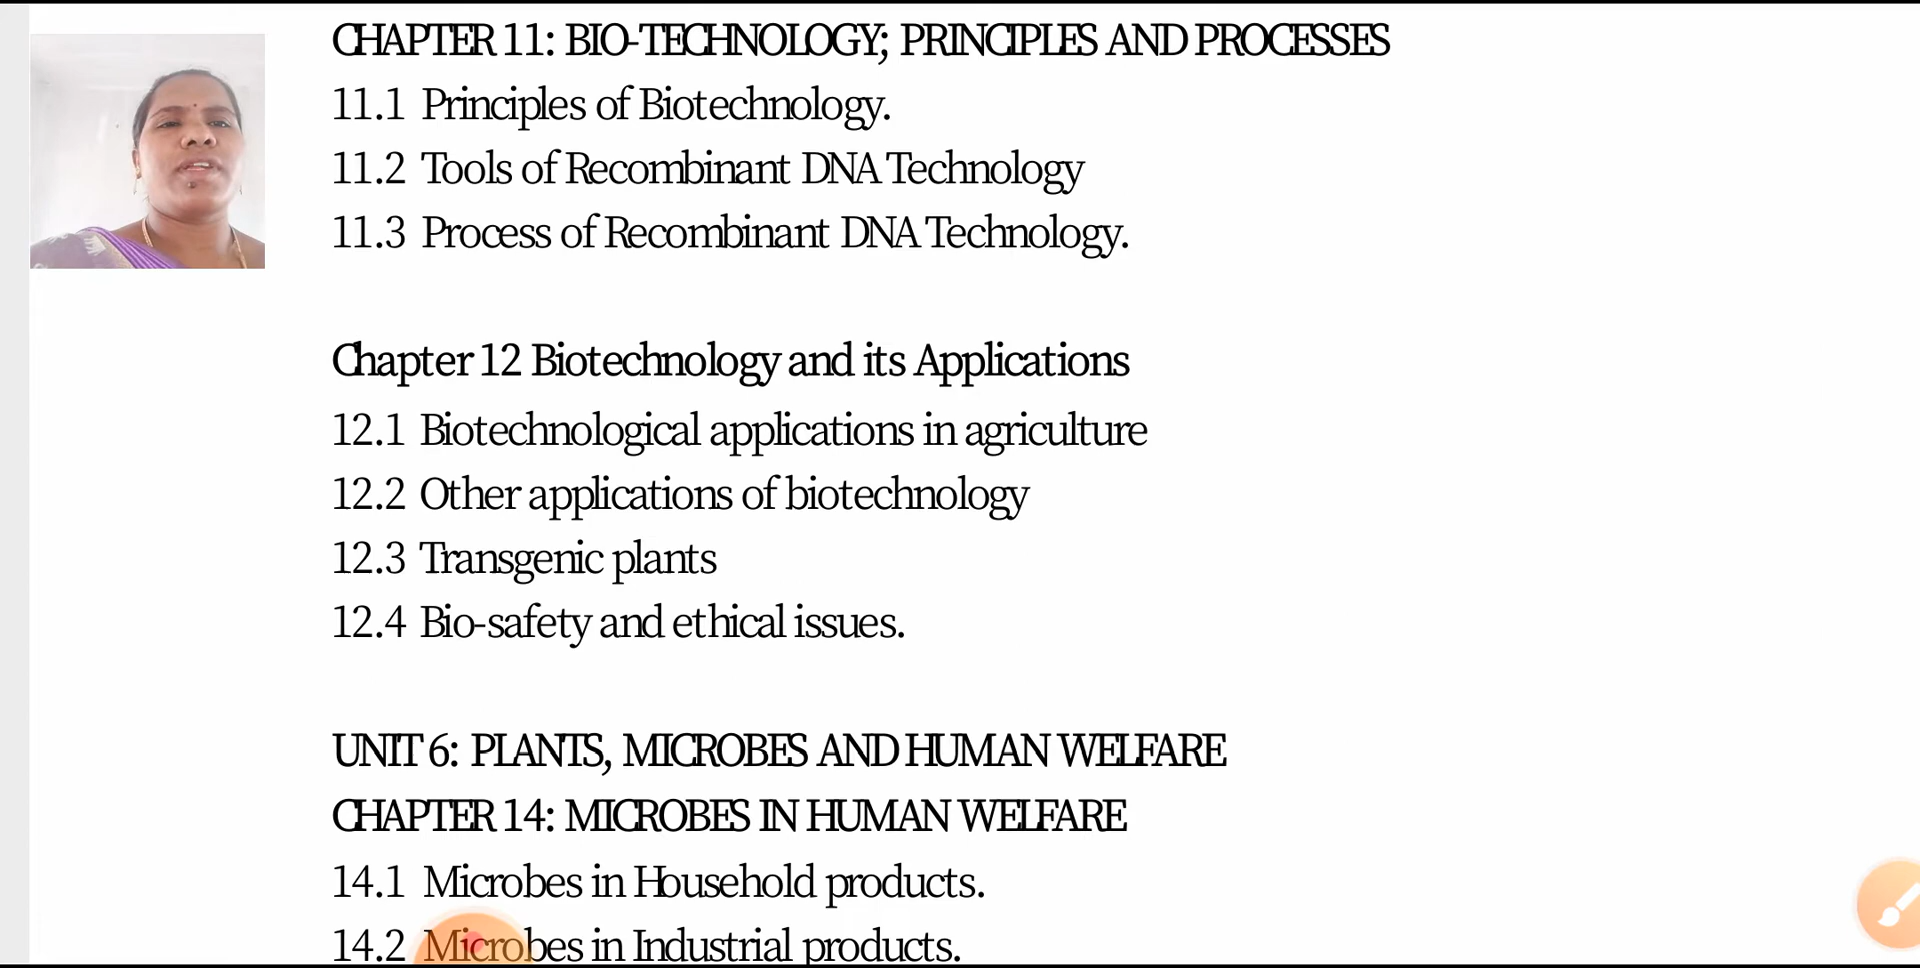 CHAPTER 11: BIO-TECHNOLOGY; PRINCIPLES AND PROCESSES
11.1 Principles of Biotechnology.
11.2 Tools of Recombinant DNA Technology
11.3 Process of Recombinant DNA Technology.
Chapter 12 Biotechnology and its Applications
12.1 Biotechnological applications in agriculture
12.2 Other applications of biotechnology
12.3 Transgenic plants
12.4 Bio-safety and ethical issues.
UNIT 6: PLANTS, MICROBES AND HUMAN WELFARE
CHAPTER 14: MICROBES IN HUMAN WELFARE
14.1 Microbes in Household products.
14.2 Microbes in Industrial products.